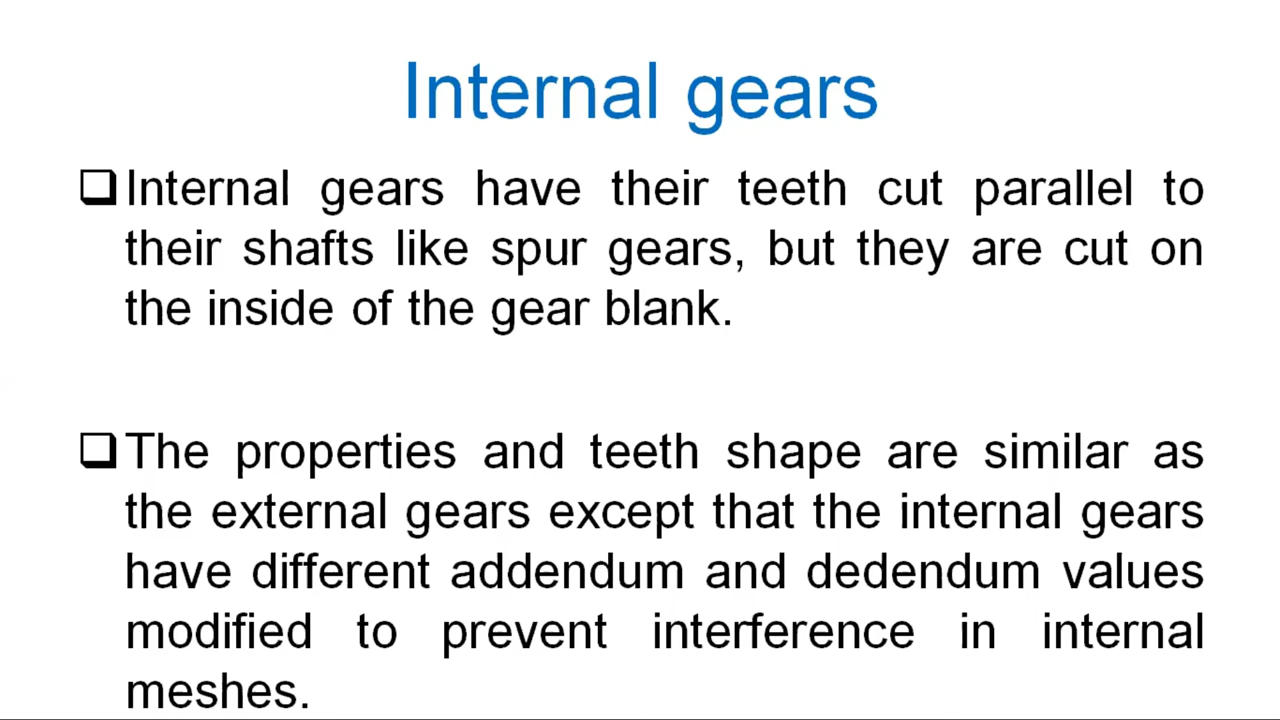 Internal gears
❑Internal gears have their teeth cut parallel to
their shafts like spur gears, but they are cut on
the inside of the gear blank.
❑The properties and teeth shape are similar as
the external gears except that the internal gears
have different addendum and dedendum values
modified to prevent interference in internal
meshes.